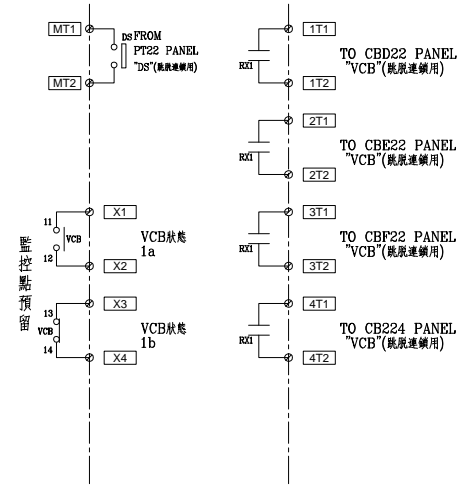 MT1
DS FROM
PT22 PANEL
"DS"(跳脫連鎖用)
MT2
X1
11
VCB
12
VCB狀態
1a
X2
監控點預留
X3
13
VCB
14
VCB狀態
1b
X4
1T1
RX1
TO CBD22 PANEL
"VCB"(跳脫連鎖用)
1T2
2T1
RX1
TO CBE22 PANEL
"VCB"(跳脫連鎖用)
2T2
3T1
RX1
TO CBF22 PANEL
"VCB"(跳脫連鎖用)
3T2
4T1
RX1
TO CB224 PANEL
"VCB"(跳脫連鎖用)
4T2